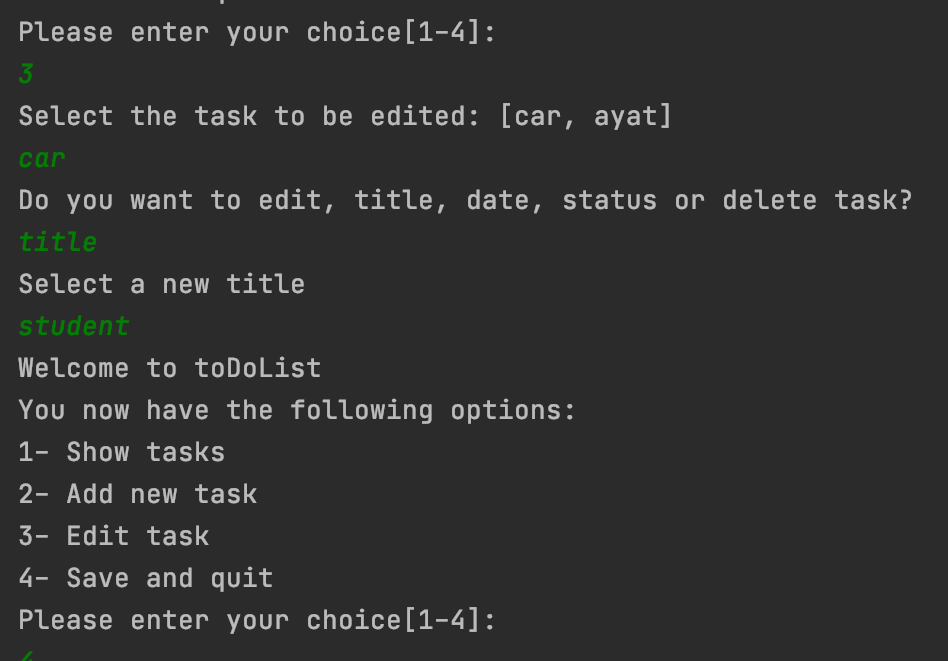 Please enter your choice[1-4]:
3
Select the task to be edited: [car, ayat]
car
Do you want to edit, title, date, status or delete task?
title
Select a new title
student
Welcome to toDoList
You now have the following options:
1- Show tasks
2- Add new task
3- Edit task
4- Save and quit
Please enter your choice[1-4]: